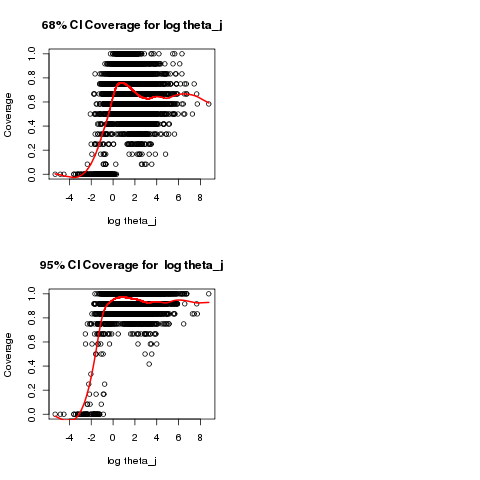 68% CI Coverage for log theta_j
Coverage
0.0 0.2 0.4 0.6 0.8 1.0
-4 -2 0 2 4 6 8
log theta_j
95% CI Coverage for log theta_j
Coverage
0.0 0.2 0.4 0.6 0.8 1.0
-4 -2 0 2 4 6 8
log theta_j